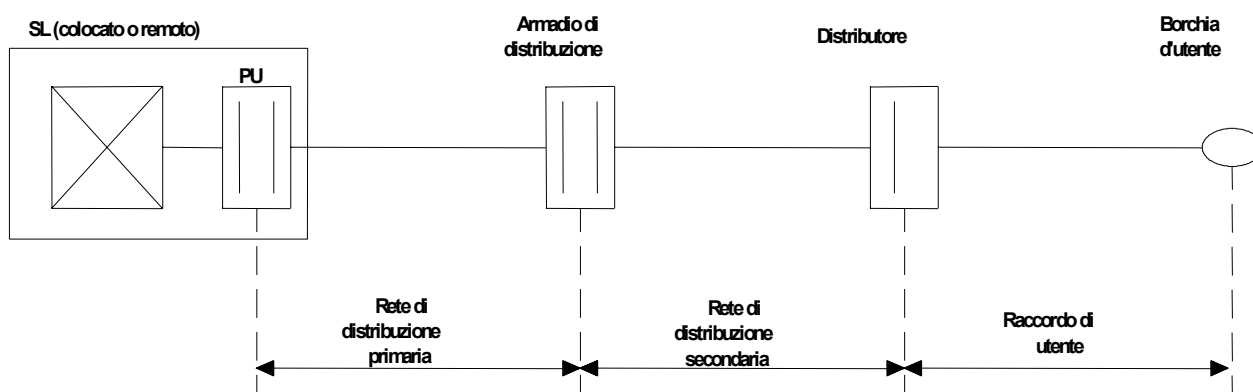 SL (colocato o remoto)
PU
Armadio di
distribuzione
Distributore
Borchia
d'utente
Rete di
distribuzione
primaria
Rete di
distribuzione
secondaria
Raccordo di
utente